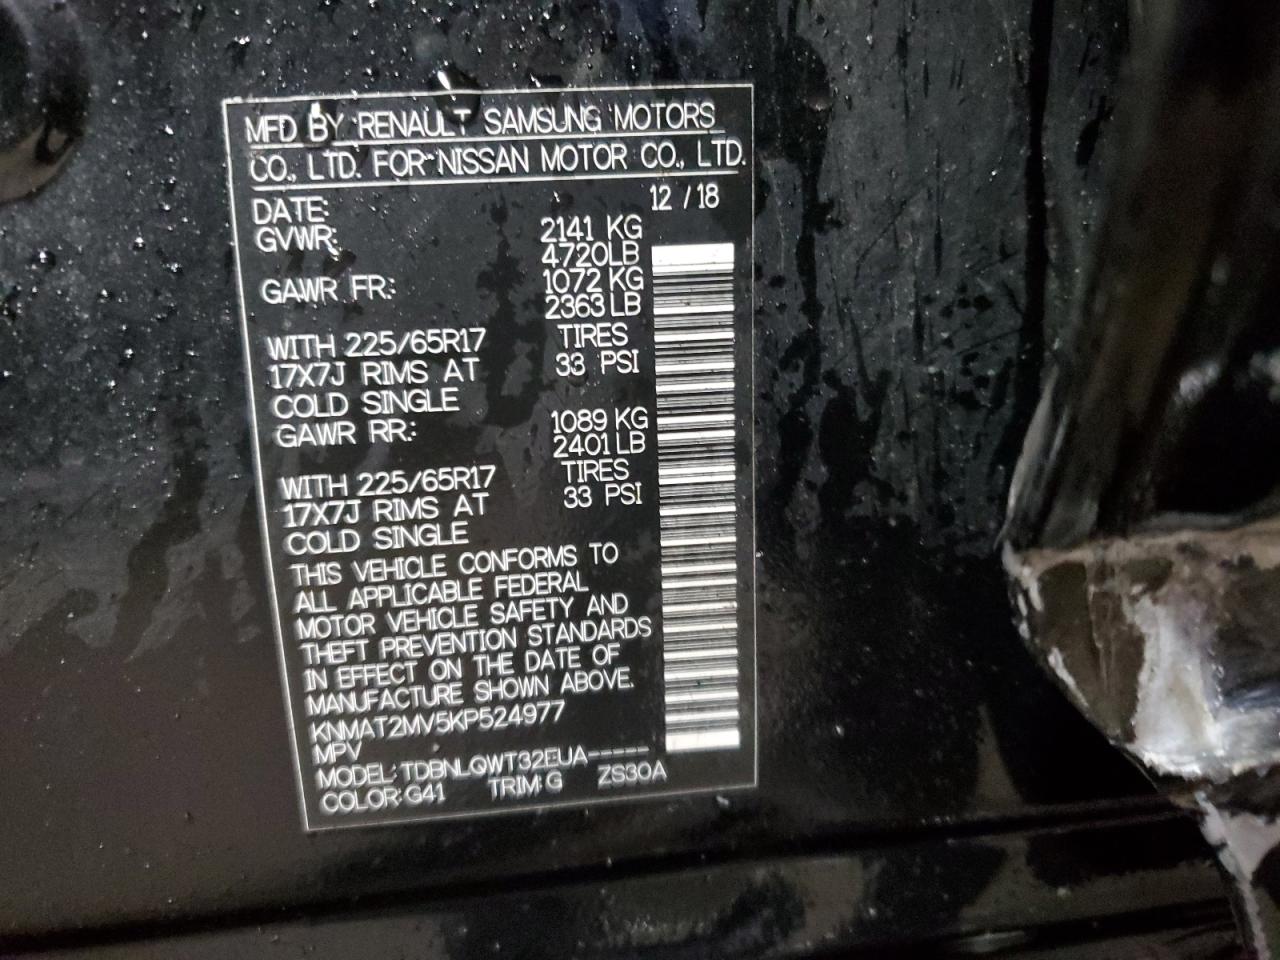 MFD BY RENAULT SAMSUNG MOTORS
CO., LTD. FOR NISSAN MOTOR CO., LTD.
DATE: 12 / 18
GVWR: 2141 KG
4720LB
GAWR FR: 1072 KG
2363 LB
WITH 225/65R17 TIRES
17X7J RIMS AT 33 PSI
COLD SINGLE
GAWR RR: 1089 KG
2401 LB
WITH 225/65R17 TIRES
17X7J RIMS AT 33 PSI
COLD SINGLE
THIS VEHICLE CONFORMS TO
ALL APPLICABLE FEDERAL
MOTOR VEHICLE SAFETY AND
THEFT PREVENTION STANDARDS
IN EFFECT ON THE DATE OF
MANUFACTURE SHOWN ABOVE.
KNMAT2MV5KP524977
MPV
MODEL: TDBNLQWT32EUA-----
COLOR: G41 TRIM: G ZS30A